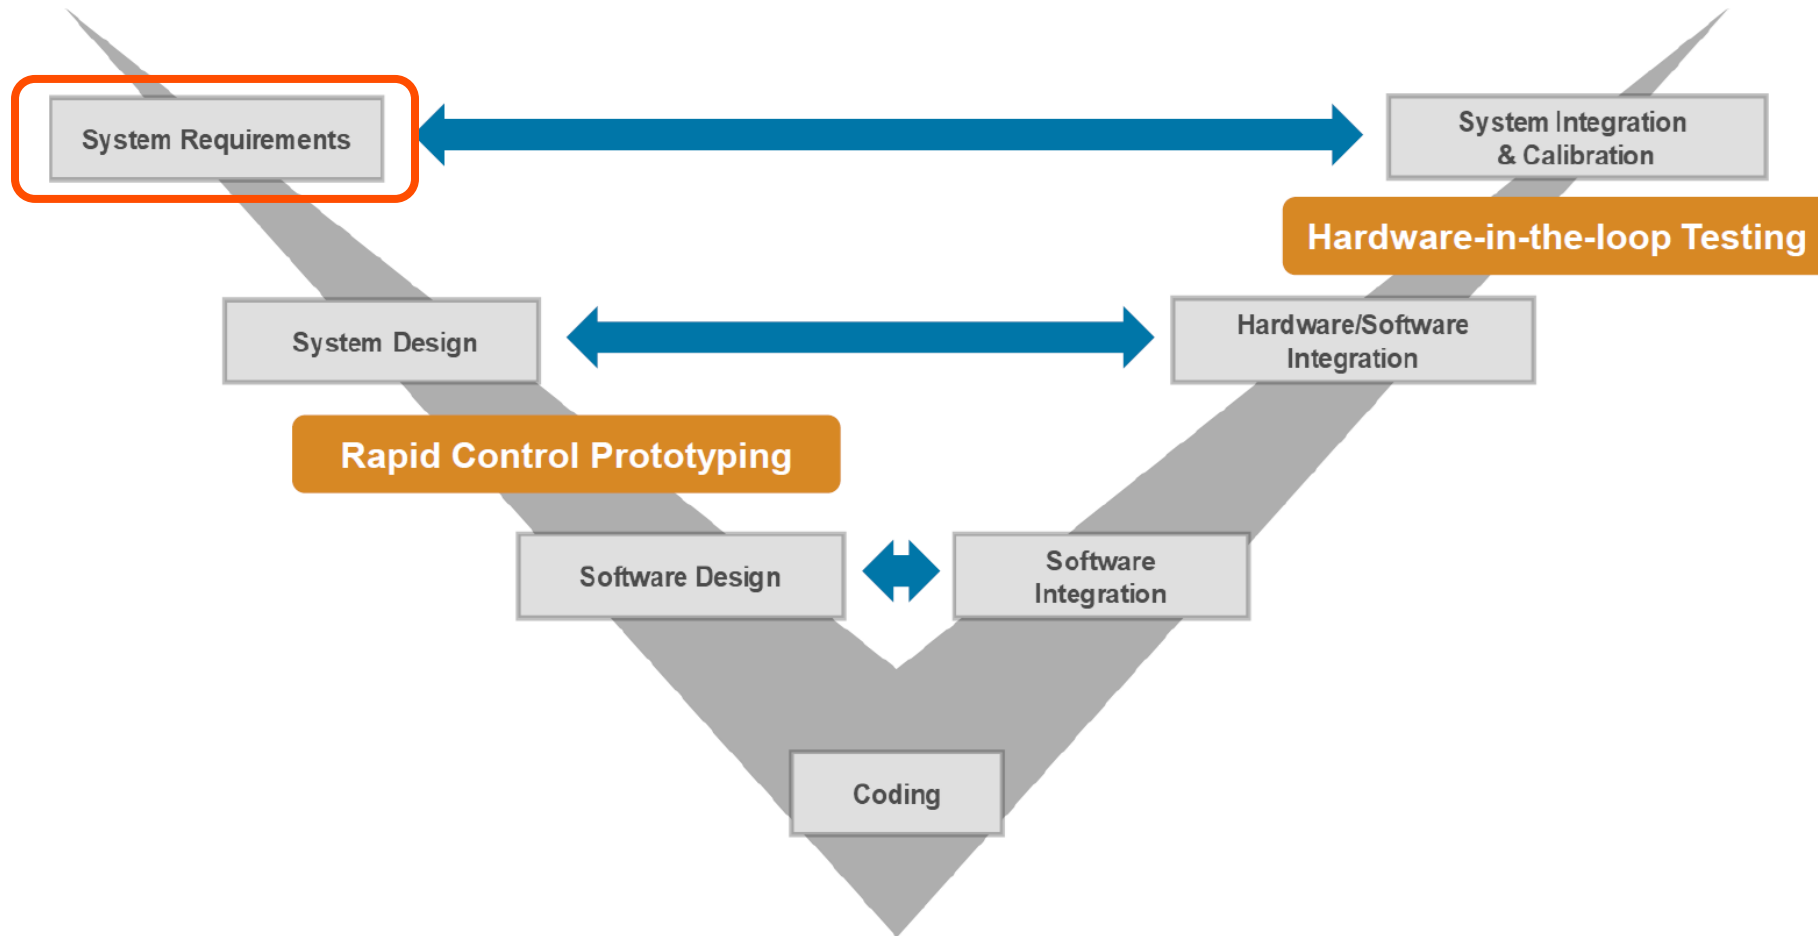 System Requirements
System Integration
& Calibration
Hardware-in-the-loop Testing
System Design
Hardware/Software
Integration
Rapid Control Prototyping
Software Design
Software
Integration
Coding